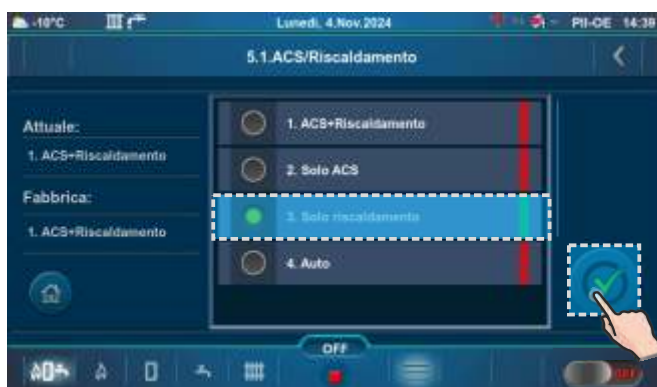 -10°C Lunedì, 4.Nov.2024 PII-OE 14:39
5.1.ACS/Riscaldamento
Attuale:
1. ACS+Riscaldamento
Fabbrica:
1. ACS+Riscaldamento
1. ACS+Riscaldamento
2. Solo ACS
3. Solo riscaldamento
4. Auto
OFF
OFF